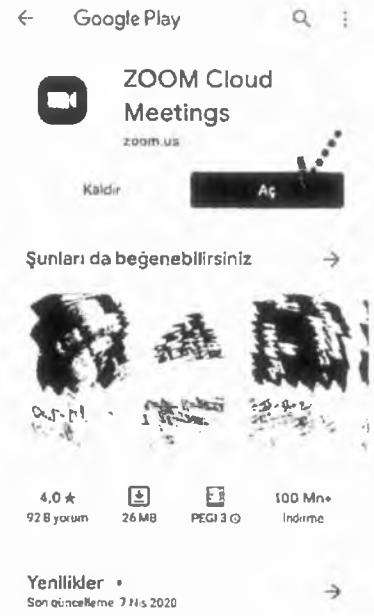 ← Google Play
ZOOM Cloud
Meetings
zoom.us
Kaldır
Aç
Şunları da beğenebilirsiniz →
4,0 ★
92 B yorum
26 MB
PEGI 3
100 Mn+
İndirme
Yenilikler •
Son güncelleme 7 Nis 2020